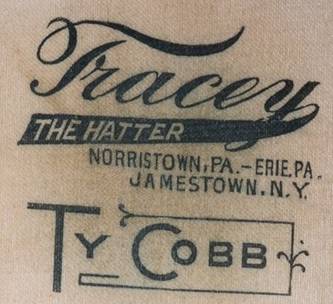 Tracey
THE HATTER
NORRISTOWN, PA. – ERIE, PA.
JAMESTOWN, N.Y.
TY COBB